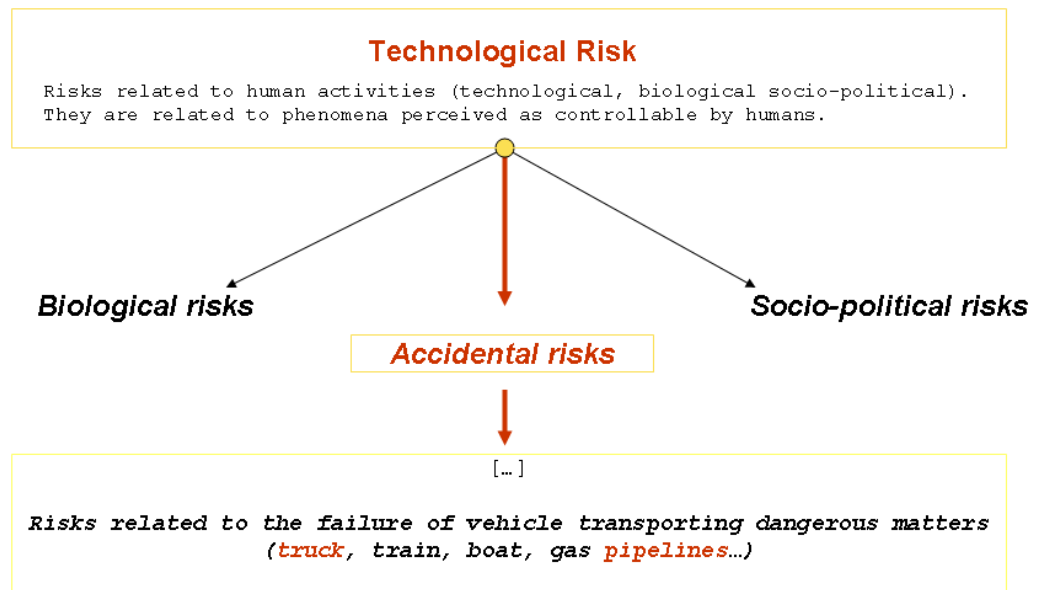 Technological Risk
Risks related to human activities (technological, biological socio-political).
They are related to phenomena perceived as controllable by humans.
Biological risks
Socio-political risks
Accidental risks
[…]
Risks related to the failure of vehicle transporting dangerous matters
(truck, train, boat, gas pipelines…)